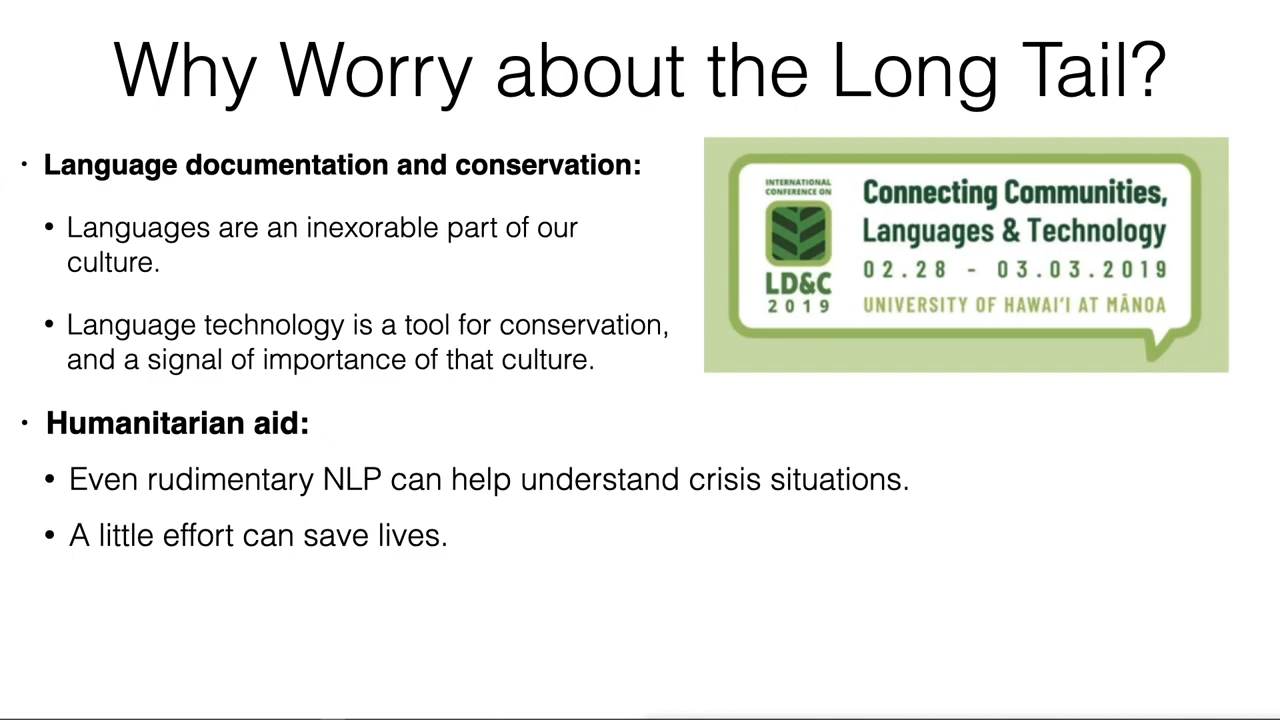 Why Worry about the Long Tail?
• Language documentation and conservation:
• Languages are an inexorable part of our
culture.
• Language technology is a tool for conservation,
and a signal of importance of that culture.
INTERNATIONAL
CONFERENCE ON
LD&C
2019
Connecting Communities,
Languages & Technology
02.28 - 03.03.2019
UNIVERSITY OF HAWAIʻI AT MĀNOA
• Humanitarian aid:
• Even rudimentary NLP can help understand crisis situations.
• A little effort can save lives.